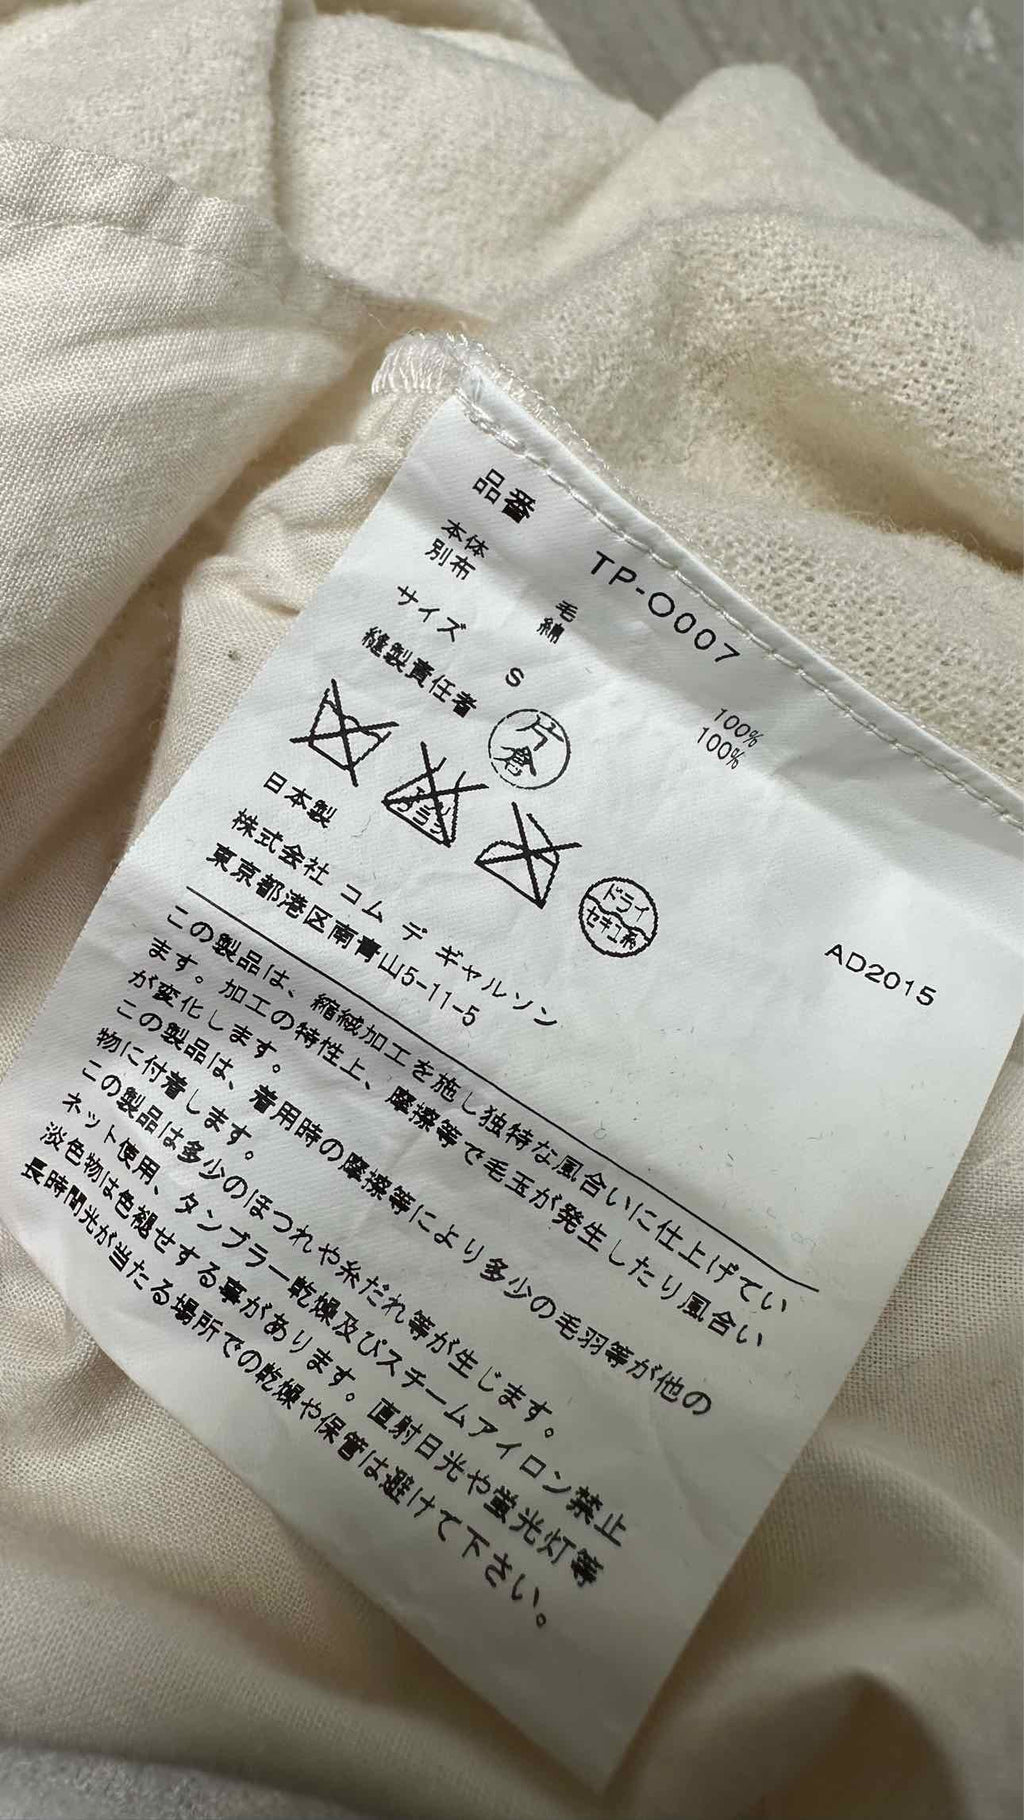 品番 TP-O007
本体 毛 100%
別布 綿 100%
サイズ S
縫製責任者 片倉
エンソ
サラシ
ドライ
セキユ系
日本製
株式会社 コム デ ギャルソン AD2015
東京都港区南青山5-11-5
この製品は、縮絨加工を施し独特な風合いに仕上げてい
ます。加工の特性上、摩擦等で毛玉が発生したり風合い
が変化します。
この製品は、着用時の摩擦等により多少の毛羽等が他の
物に付着します。
この製品は多少のほつれや糸だれ等が生じます。
ネット使用、タンブラー乾燥及びスチームアイロン禁止
淡色物は色褪せする事があります。直射日光や蛍光灯等
長時間光が当たる場所での乾燥や保管は避けて下さい。